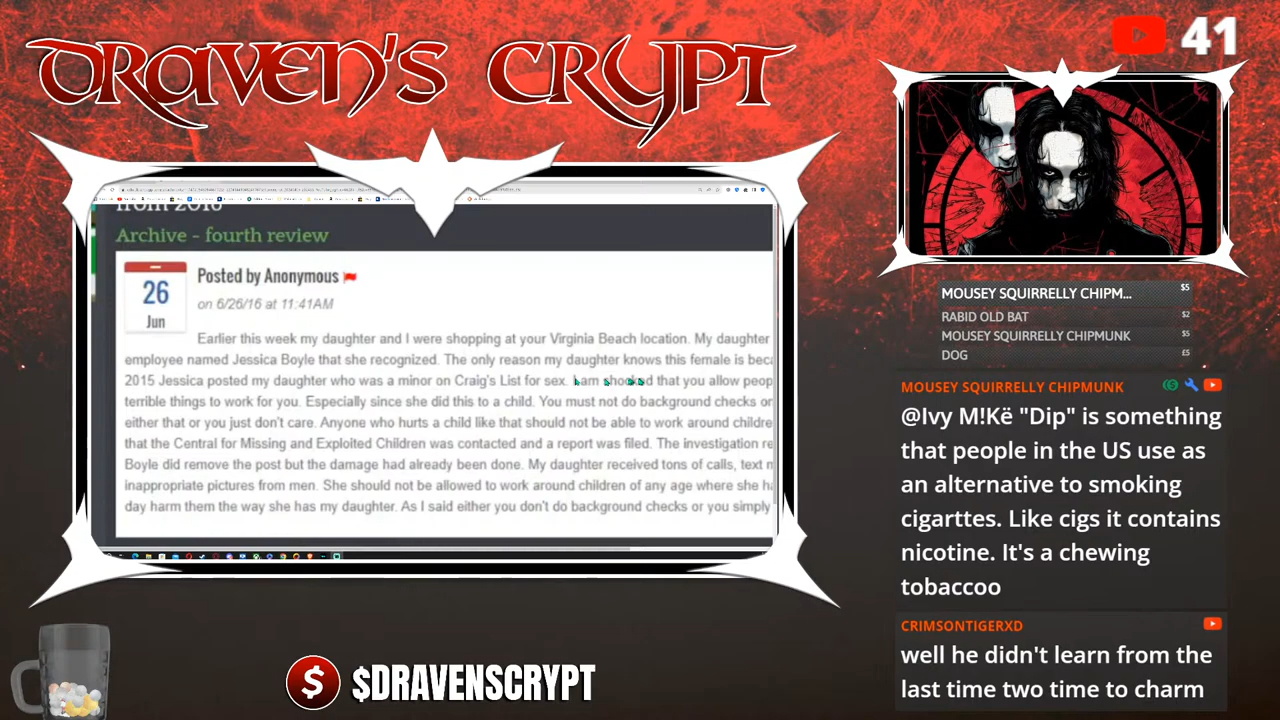 DRAVEN'S CRYPT
41
from 2016
Archive - fourth review
26
Jun
Posted by Anonymous
on 6/26/16 at 11:41AM
Earlier this week my daughter and I were shopping at your Virginia Beach location. My daughter
employee named Jessica Boyle that she recognized. The only reason my daughter knows this female is beca
2015 Jessica posted my daughter who was a minor on Craig's List for sex. I am shocked that you allow peop
terrible things to work for you. Especially since she did this to a child. You must not do background checks or
either that or you just don't care. Anyone who hurts a child like that should not be able to work around childre
that the Central for Missing and Exploited Children was contacted and a report was filed. The investigation re
Boyle did remove the post but the damage had already been done. My daughter received tons of calls, text m
inappropriate pictures from men. She should not be allowed to work around children of any age where she ha
day harm them the way she has my daughter. As I said either you don't do background checks or you simply
MOUSEY SQUIRRELLY CHIPM... $5
RABID OLD BAT $2
MOUSEY SQUIRRELLY CHIPMUNK $5
DOG £5
MOUSEY SQUIRRELLY CHIPMUNK
@Ivy M!Kë "Dip" is something
that people in the US use as
an alternative to smoking
cigarttes. Like cigs it contains
nicotine. It's a chewing
tobaccoo
CRIMSONTIGERXD
well he didn't learn from the
last time two time to charm
$ $DRAVENSCRYPT